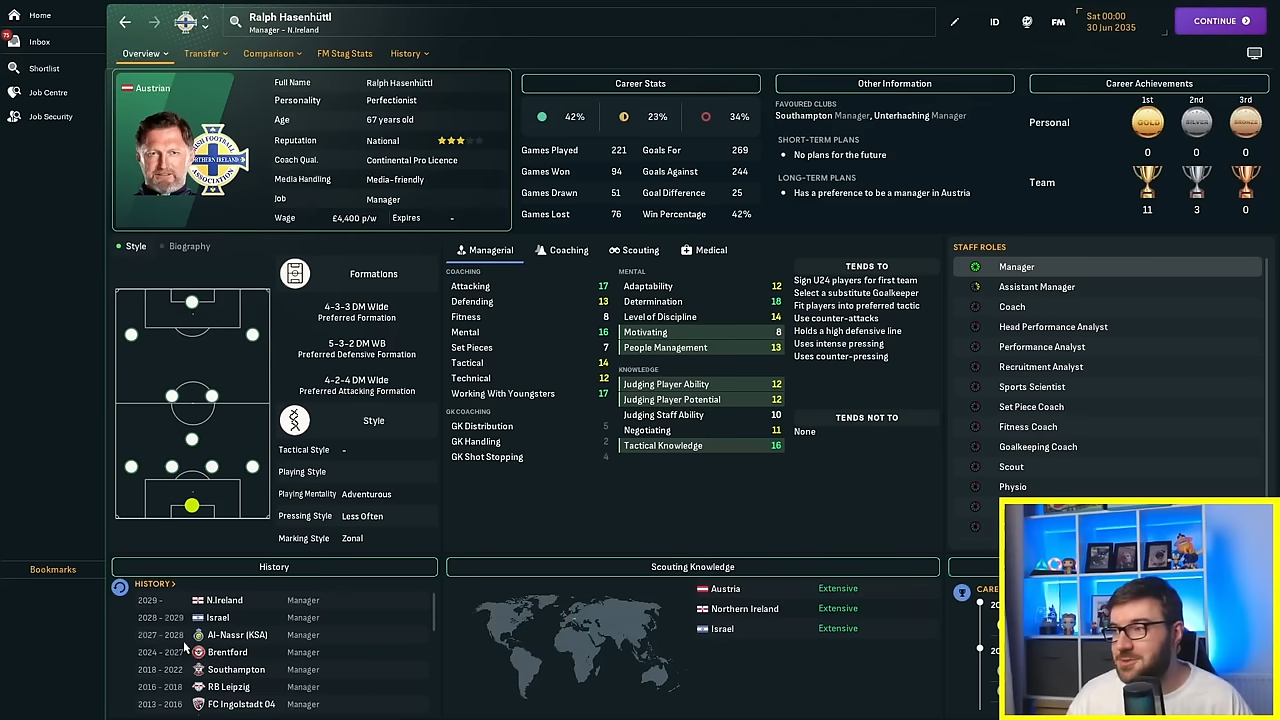 Home
73
Inbox
Shortlist
Job Centre
Job Security
Bookmarks
Ralph Hasenhüttl
Manager - N.Ireland
ID
FM
Sat 00:00
30 Jun 2035
CONTINUE
Overview
Transfer
Comparison
FM Stag Stats
History
Austrian
Full Name Ralph Hasenhüttl
Personality Perfectionist
Age 67 years old
Reputation National
Coach Qual. Continental Pro Licence
Media Handling Media-friendly
Job Manager
Wage £4,400 p/w Expires -
Career Stats
42% 23% 34%
Games Played 221 Goals For 269
Games Won 94 Goals Against 244
Games Drawn 51 Goal Difference 25
Games Lost 76 Win Percentage 42%
Other Information
FAVOURED CLUBS
Southampton Manager, Unterhaching Manager
SHORT-TERM PLANS
No plans for the future
LONG-TERM PLANS
Has a preference to be a manager in Austria
Career Achievements
1st 2nd 3rd
Personal GOLD SILVER BRONZE
0 0 0
Team
11 3 0
Style Biography
Formations
4-3-3 DM Wide
Preferred Formation
5-3-2 DM WB
Preferred Defensive Formation
4-2-4 DM Wide
Preferred Attacking Formation
Style
Tactical Style -
Playing Style
Playing Mentality Adventurous
Pressing Style Less Often
Marking Style Zonal
Managerial Coaching Scouting Medical
COACHING
Attacking 17
Defending 13
Fitness 8
Mental 16
Set Pieces 7
Tactical 14
Technical 12
Working With Youngsters 17
GK COACHING
GK Distribution 5
GK Handling 2
GK Shot Stopping 4
MENTAL
Adaptability 12
Determination 18
Level of Discipline 14
Motivating 8
People Management 13
KNOWLEDGE
Judging Player Ability 12
Judging Player Potential 12
Judging Staff Ability 10
Negotiating 11
Tactical Knowledge 16
TENDS TO
Sign U24 players for first team
Select a substitute Goalkeeper
Fit players into preferred tactic
Use counter-attacks
Holds a high defensive line
Uses intense pressing
Uses counter-pressing
TENDS NOT TO
None
STAFF ROLES
Manager
Assistant Manager
Coach
Head Performance Analyst
Performance Analyst
Recruitment Analyst
Sports Scientist
Set Piece Coach
Fitness Coach
Goalkeeping Coach
Scout
Physio
History
HISTORY >
2029 - N.Ireland Manager
2028 - 2029 Israel Manager
2027 - 2028 Al-Nassr (KSA) Manager
2024 - 2027 Brentford Manager
2018 - 2022 Southampton Manager
2016 - 2018 RB Leipzig Manager
2013 - 2016 FC Ingolstadt 04 Manager
Scouting Knowledge
Austria Extensive
Northern Ireland Extensive
Israel Extensive